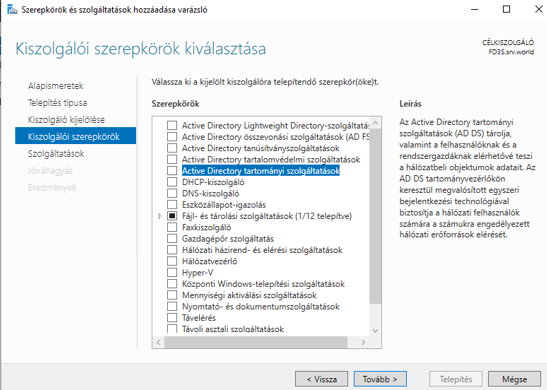 Szerepkörök és szolgáltatások hozzáadása varázsló
Kiszolgálói szerepkörök kiválasztása
CÉLKISZOLGÁLÓ
FD3S.srv.world
Alapismeretek
Telepítés típusa
Kiszolgáló kijelölése
Kiszolgálói szerepkörök
Szolgáltatások
Jóváhagyás
Eredmények
Válassza ki a kijelölt kiszolgálóra telepítendő szerepkör(öke)t.
Szerepkörök
Active Directory Lightweight Directory-szolgáltatás
Active Directory összevonási szolgáltatások (AD FS
Active Directory tanúsítványszolgáltatások
Active Directory tartalomvédelmi szolgáltatások
Active Directory tartományi szolgáltatások
DHCP-kiszolgáló
DNS-kiszolgáló
Eszközállapot-igazolás
Fájl- és tárolási szolgáltatások (1/12 telepítve)
Faxkiszolgáló
Gazdagépőr szolgáltatás
Hálózati házirend- és elérési szolgáltatások
Hálózatvezérlő
Hyper-V
Központi Windows-telepítési szolgáltatások
Mennyiségi aktiválási szolgáltatások
Nyomtató- és dokumentumszolgáltatások
Távelérés
Távoli asztali szolgáltatások
Leírás
Az Active Directory tartományi
szolgáltatások (AD DS) tárolja,
valamint a felhasználóknak és a
rendszergazdáknak elérhetővé teszi
a hálózatbeli objektumok adatait. Az
AD DS tartományvezérlőkön
keresztül megvalósított egyszeri
bejelentkezési technológiával
biztosítja a hálózati felhasználók
számára a számukra engedélyezett
hálózati erőforrások elérését.
< Vissza
Tovább >
Telepítés
Mégse